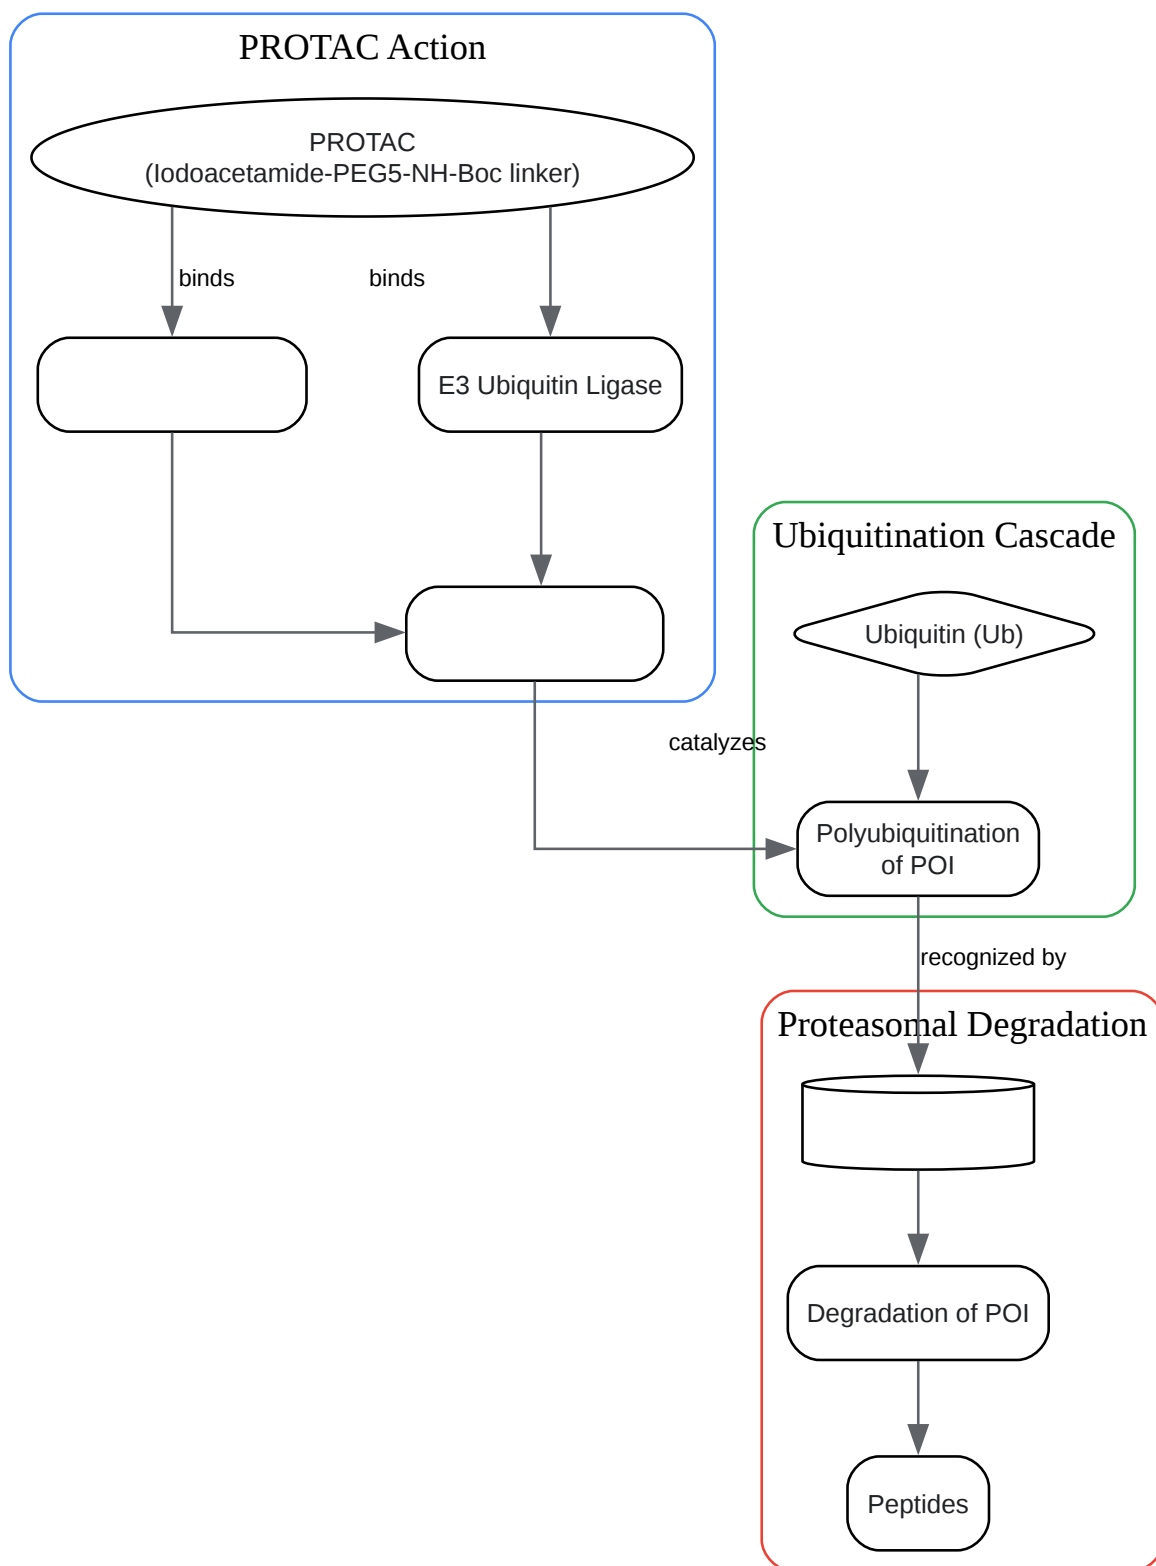 PROTAC Action
PROTAC
(Iodoacetamide-PEG5-NH-Boc linker)
binds
binds
E3 Ubiquitin Ligase
Ubiquitination Cascade
Ubiquitin (Ub)
catalyzes
Polyubiquitination
of POI
recognized by
Proteasomal Degradation
Degradation of POI
Peptides